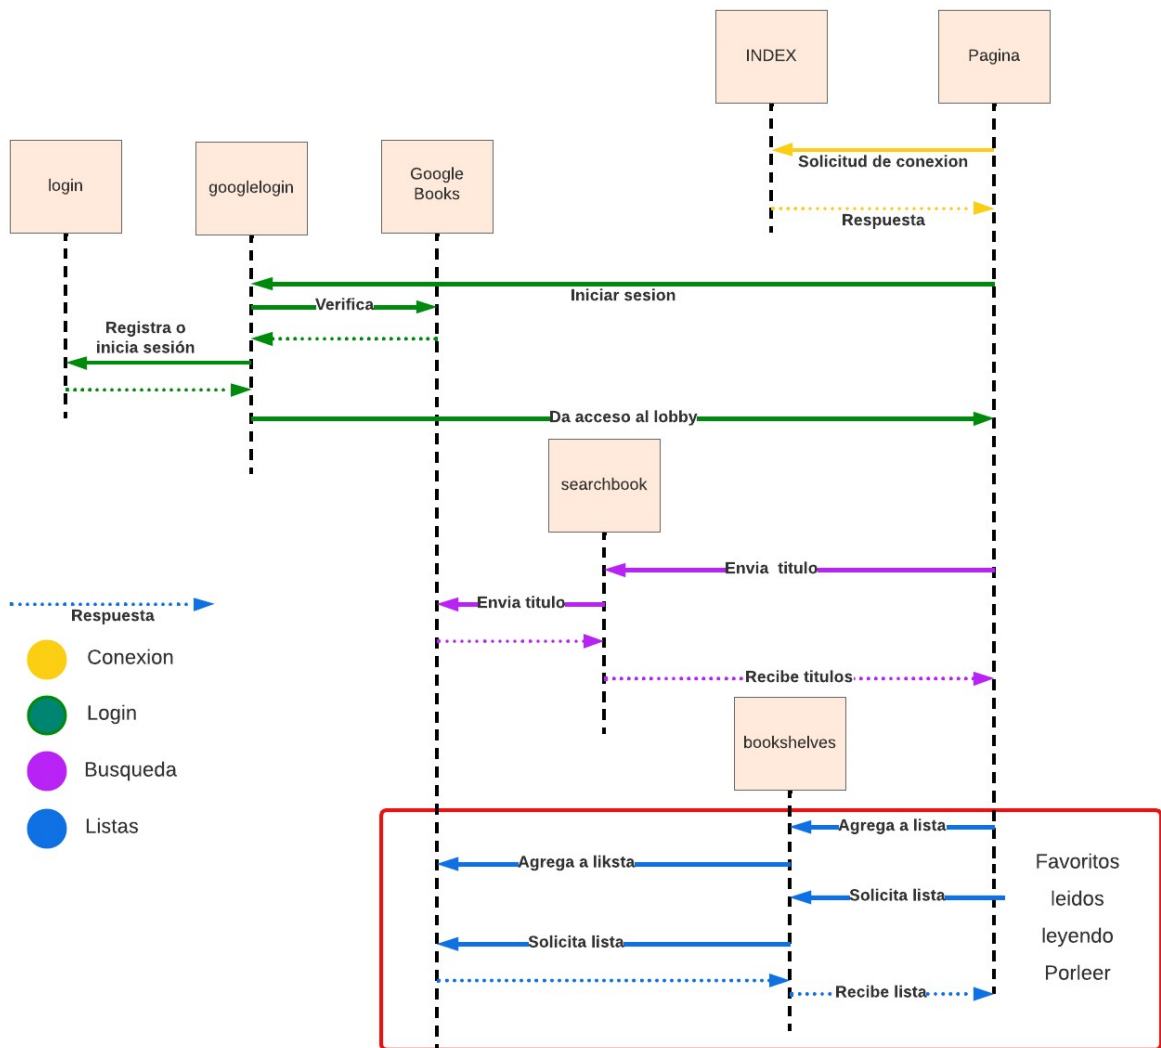 INDEX
Pagina
Solicitud de conexion
Respuesta
login
googlelogin
Google
Books
Iniciar sesion
Verifica
Registra o
inicia sesión
Da acceso al lobby
searchbook
Envia titulo
Envia titulo
Respuesta
Recibe titulos
Conexion
Login
Busqueda
Listas
bookshelves
Agrega a lista
Agrega a liksta
Solicita lista
Solicita lista
Recibe lista
Favoritos
leidos
leyendo
Porleer